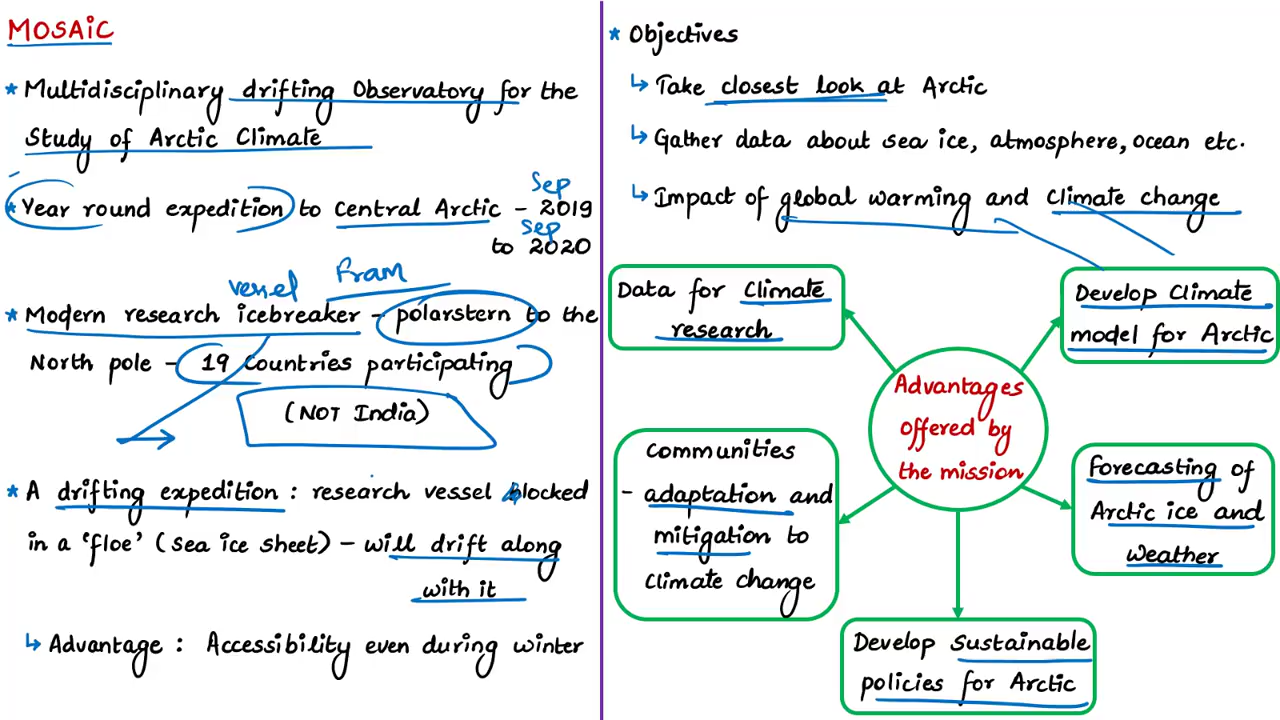 MOSAiC
* Multidisciplinary drifting Observatory for the
Study of Arctic Climate
* Year round expedition to central Arctic - Sep 2019
to Sep 2020
vessel Fram
* Modern research icebreaker - polarstern to the
North pole - 19 Countries participating
(NOT India)
* A drifting expedition : research vessel blocked
in a 'floe' (sea ice sheet) - will drift along
with it
↳ Advantage : Accessibility even during winter
* Objectives
↳ Take closest look at Arctic
↳ Gather data about sea ice, atmosphere, ocean etc.
↳ Impact of global warming and Climate change
Data for Climate
research
Develop Climate
model for Arctic
Advantages
offered by
the mission
Communities
- adaptation and
mitigation to
Climate change
Forecasting of
Arctic ice and
weather
Develop Sustainable
policies for Arctic